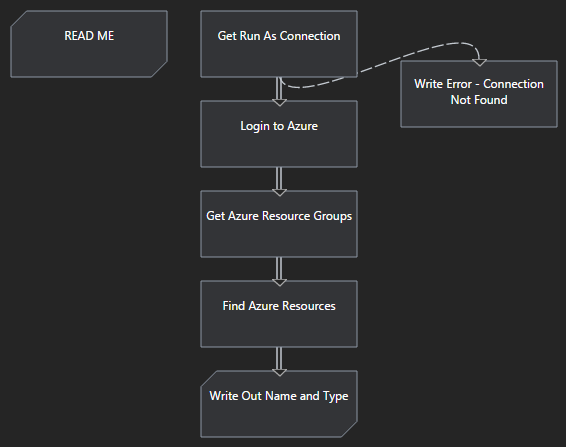 READ ME
Get Run As Connection
Write Error - Connection
Not Found
Login to Azure
Get Azure Resource Groups
Find Azure Resources
Write Out Name and Type